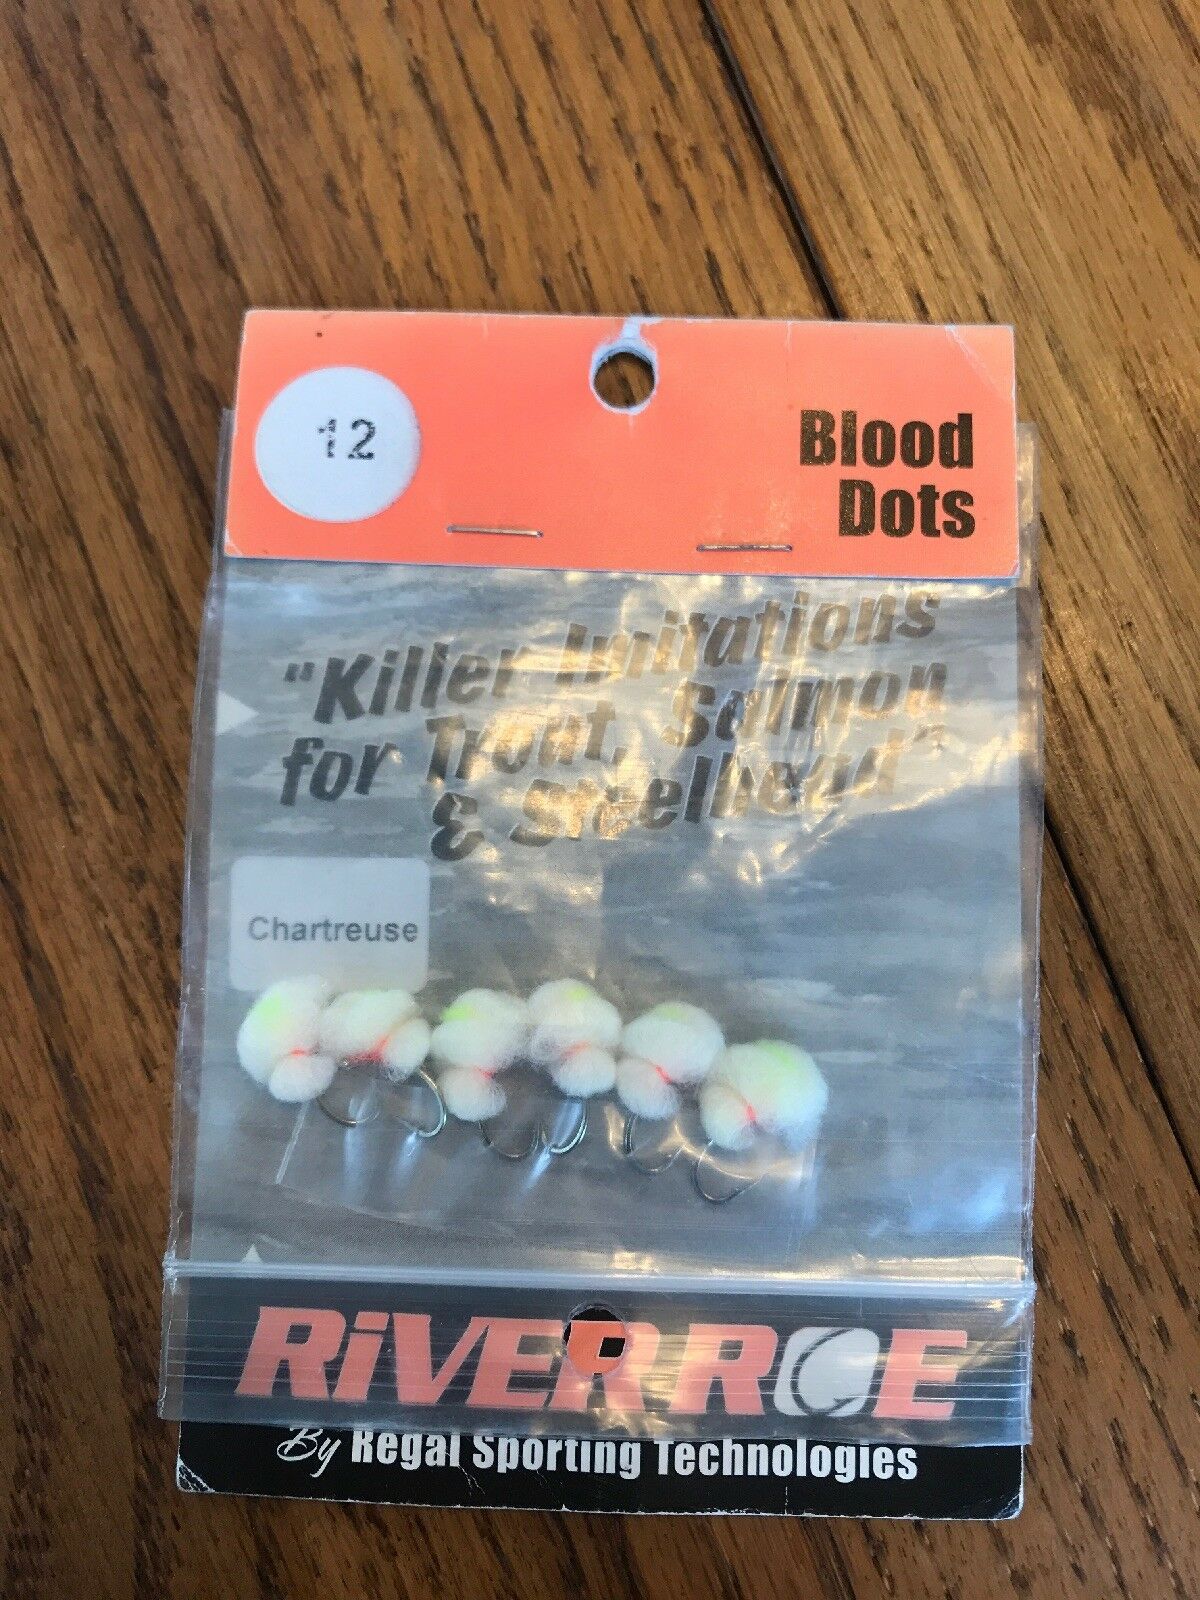 12
Blood
Dots
"Killer Imitations
for Trout, Salmon
& Steelhead"
Chartreuse
RiVER ROE
By Regal Sporting Technologies